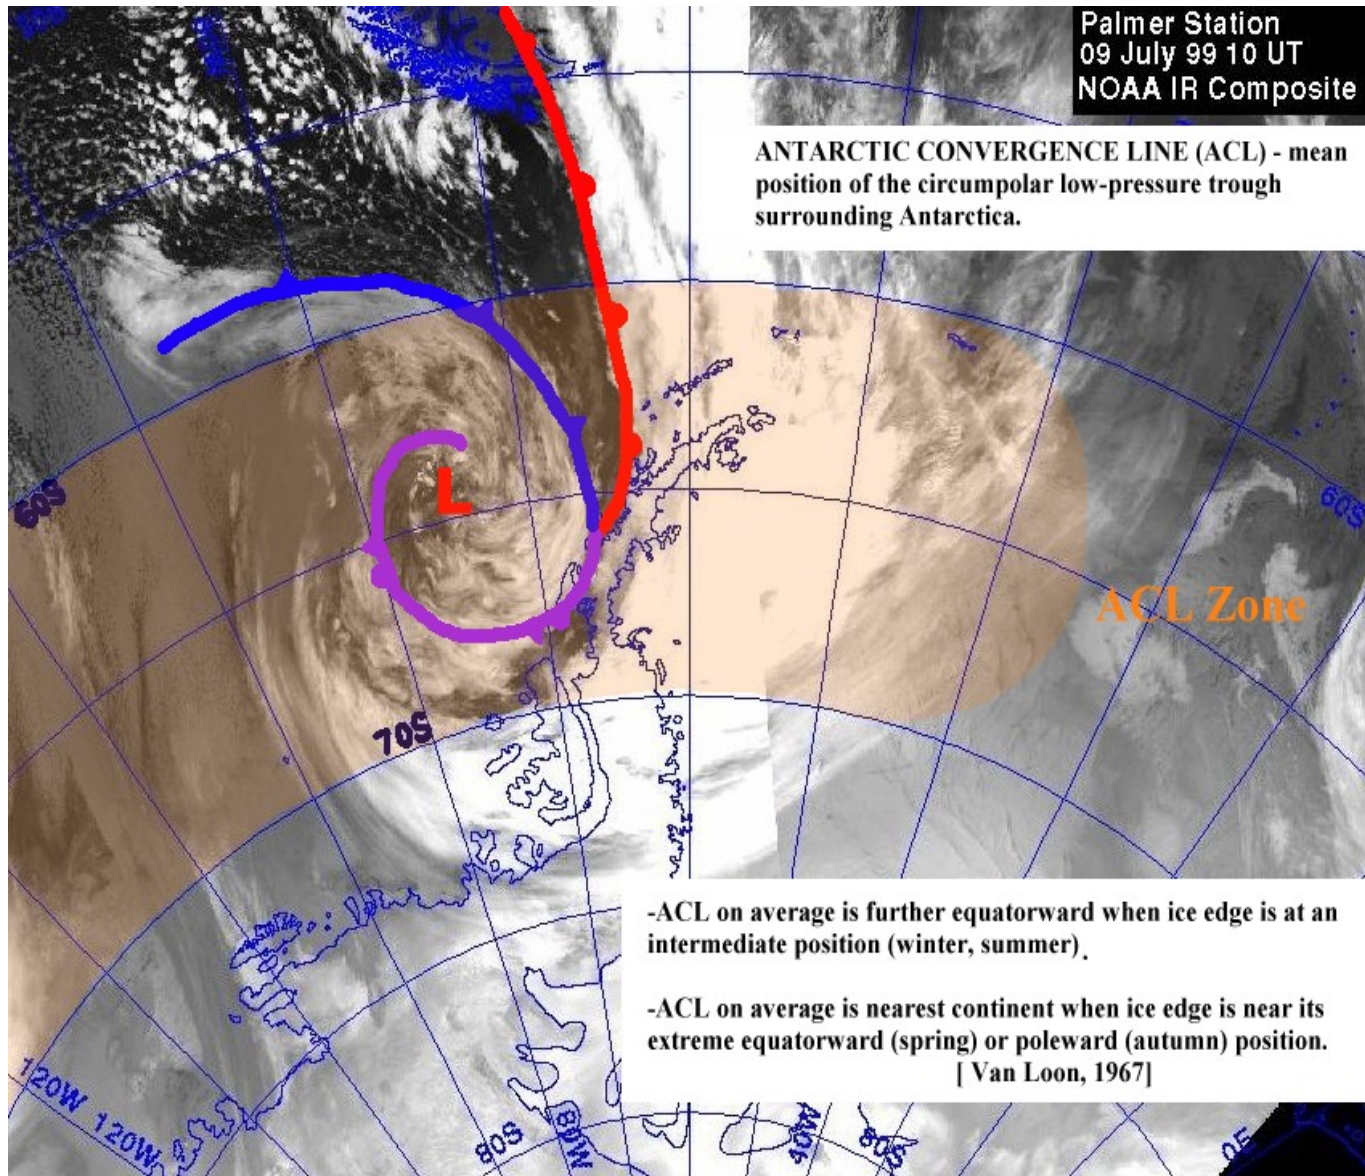 Palmer Station
09 July 99 10 UT
NOAA IR Composite
ANTARCTIC CONVERGENCE LINE (ACL) - mean
position of the circumpolar low-pressure trough
surrounding Antarctica.
L
60S
60S
ACL Zone
70S
-ACL on average is further equatorward when ice edge is at an
intermediate position (winter, summer).
-ACL on average is nearest continent when ice edge is near its
extreme equatorward (spring) or poleward (autumn) position.
[ Van Loon, 1967]
120W
120W
80S
80W
40W
80S
0E